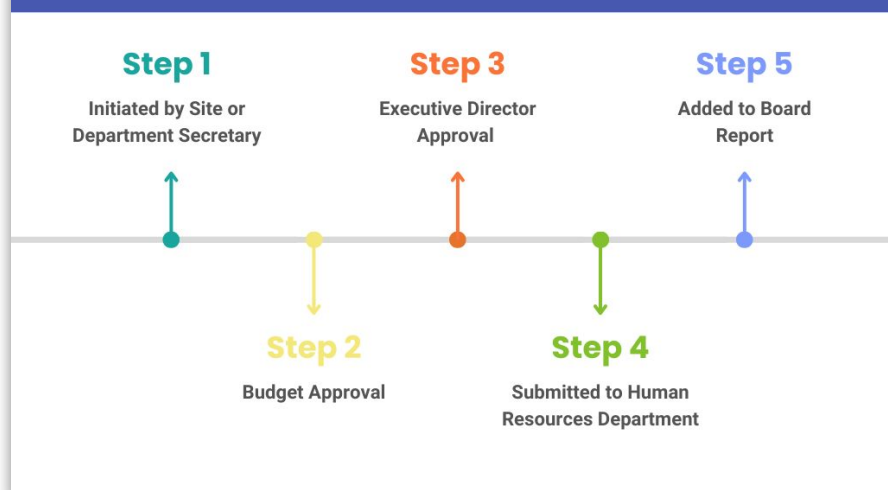 Step 1
Initiated by Site or
Department Secretary
Step 2
Budget Approval
Step 3
Executive Director
Approval
Step 4
Submitted to Human
Resources Department
Step 5
Added to Board
Report